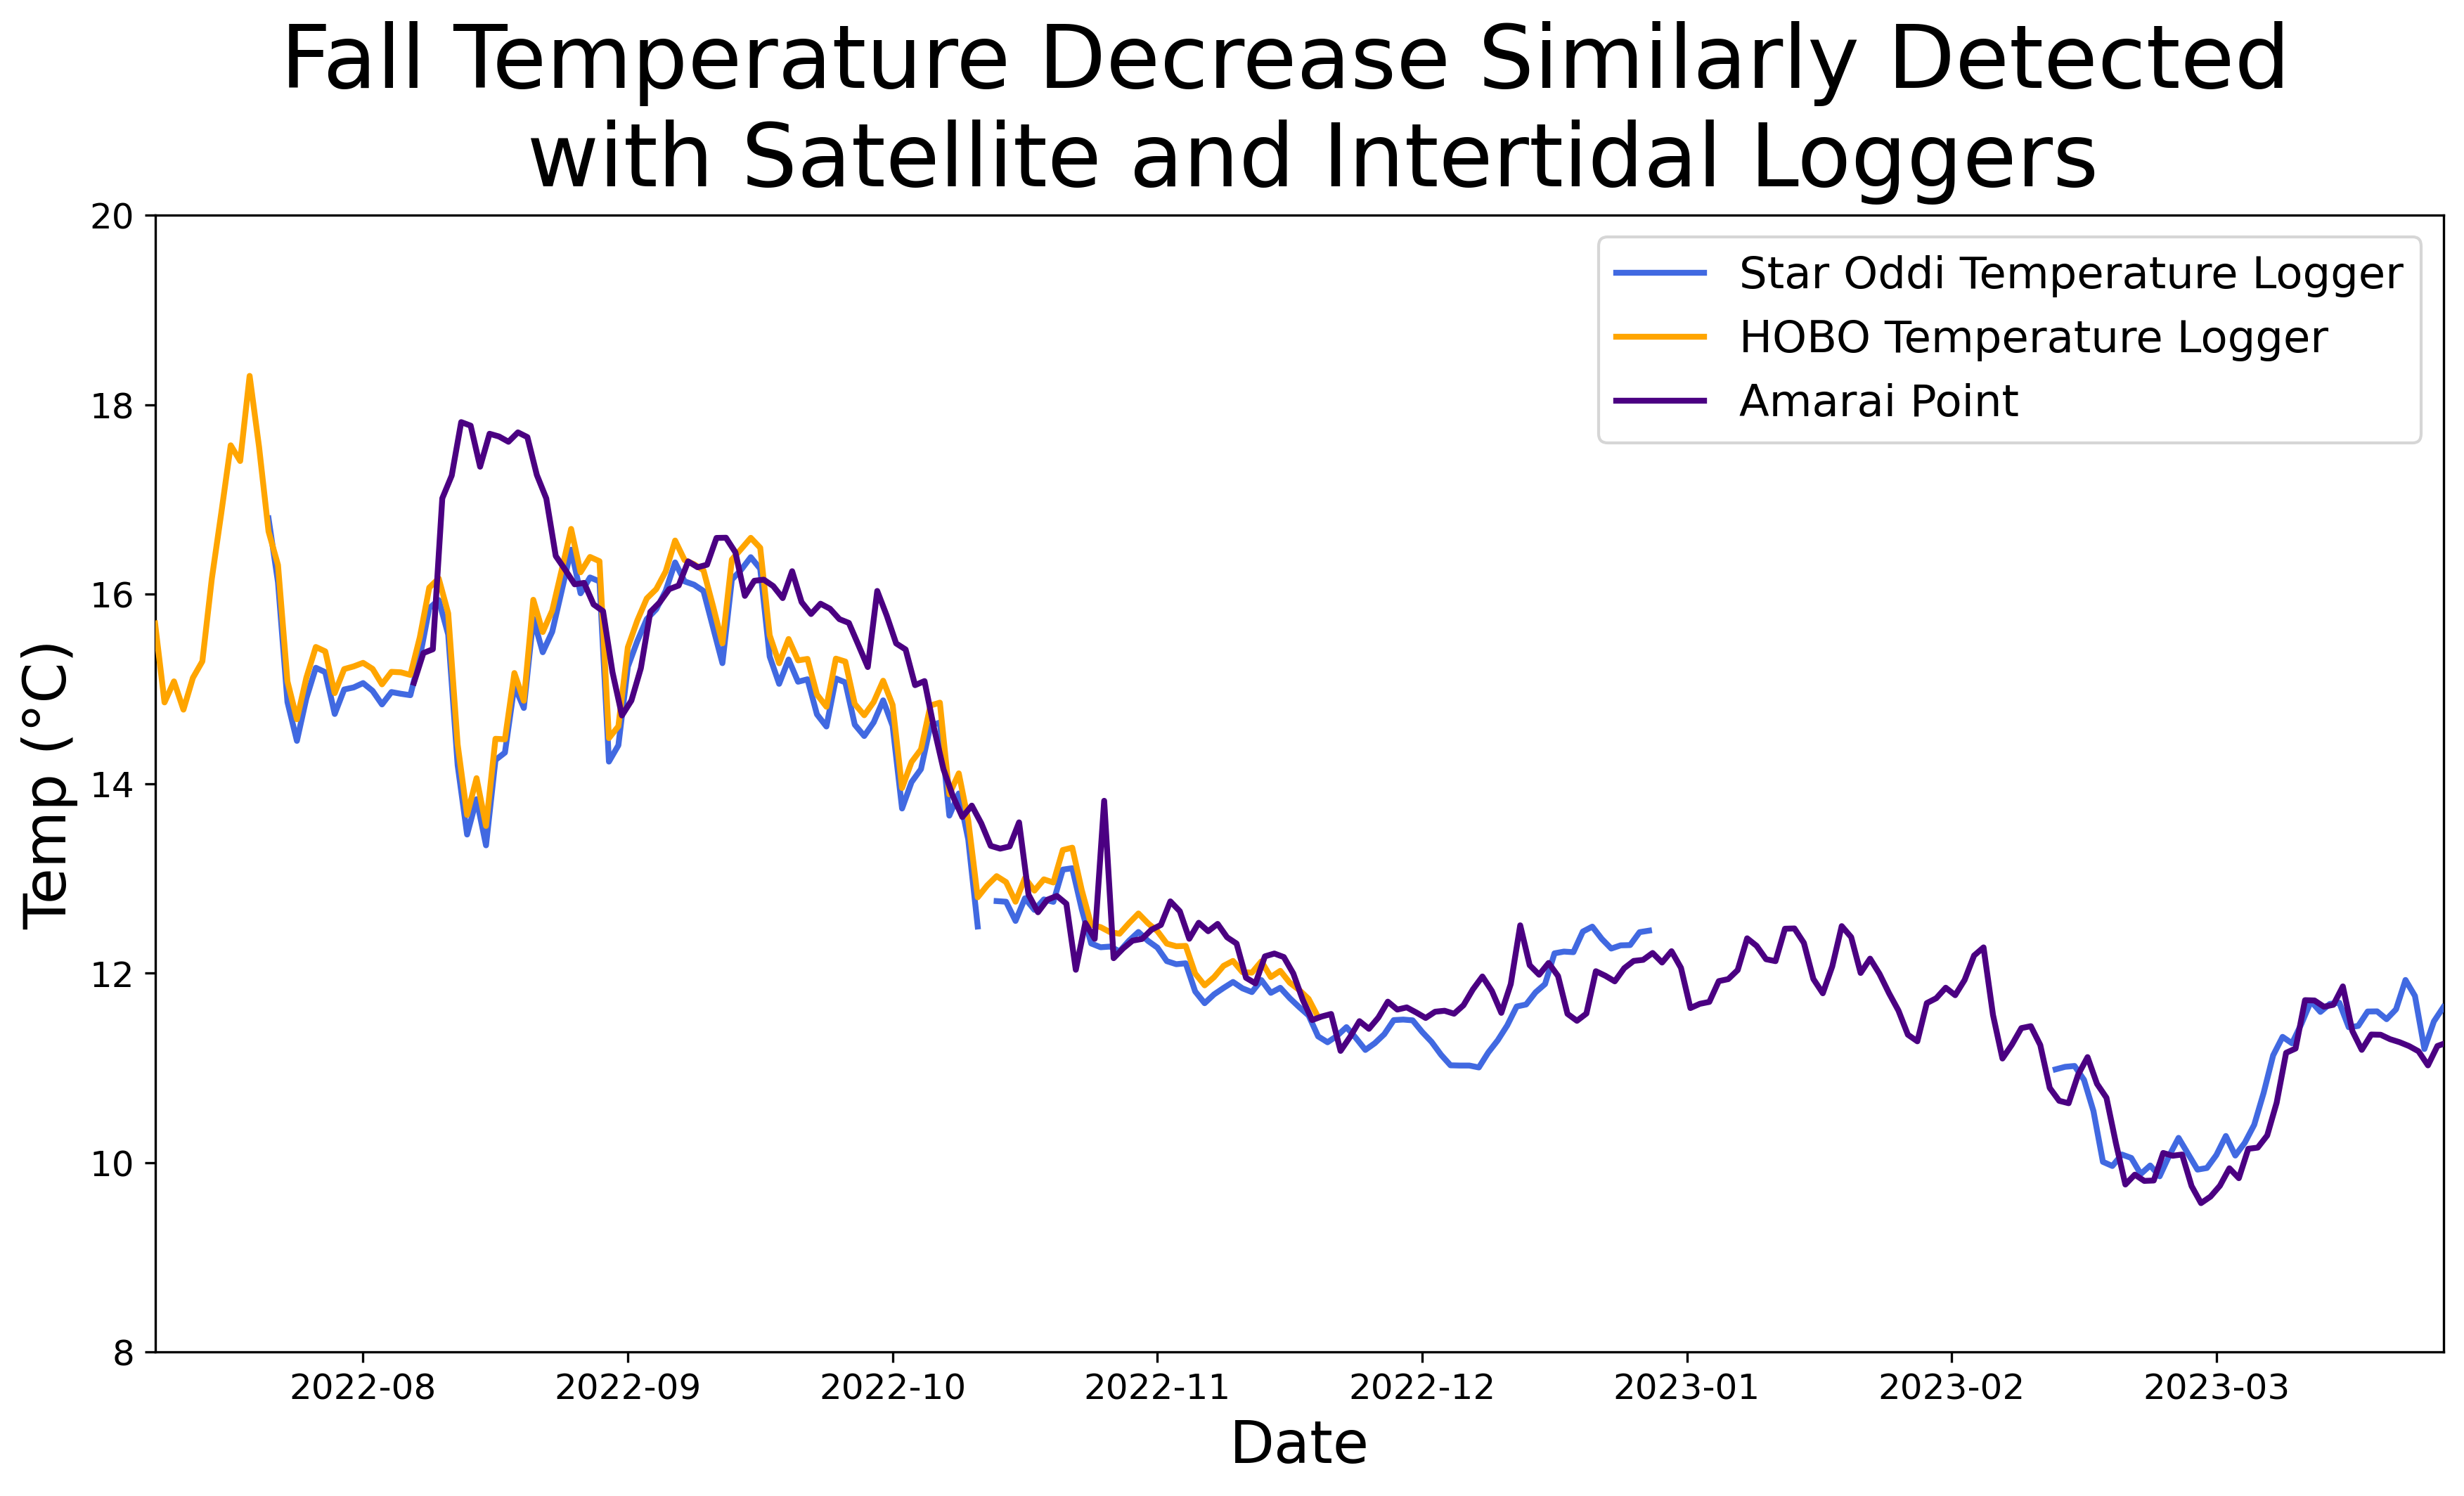 Fall Temperature Decrease Similarly Detected
with Satellite and Intertidal Loggers
20
18
16
14
12
10
8
Temp (°C)
Star Oddi Temperature Logger
HOBO Temperature Logger
Amarai Point
2022-08 2022-09 2022-10 2022-11 2022-12 2023-01 2023-02 2023-03
Date